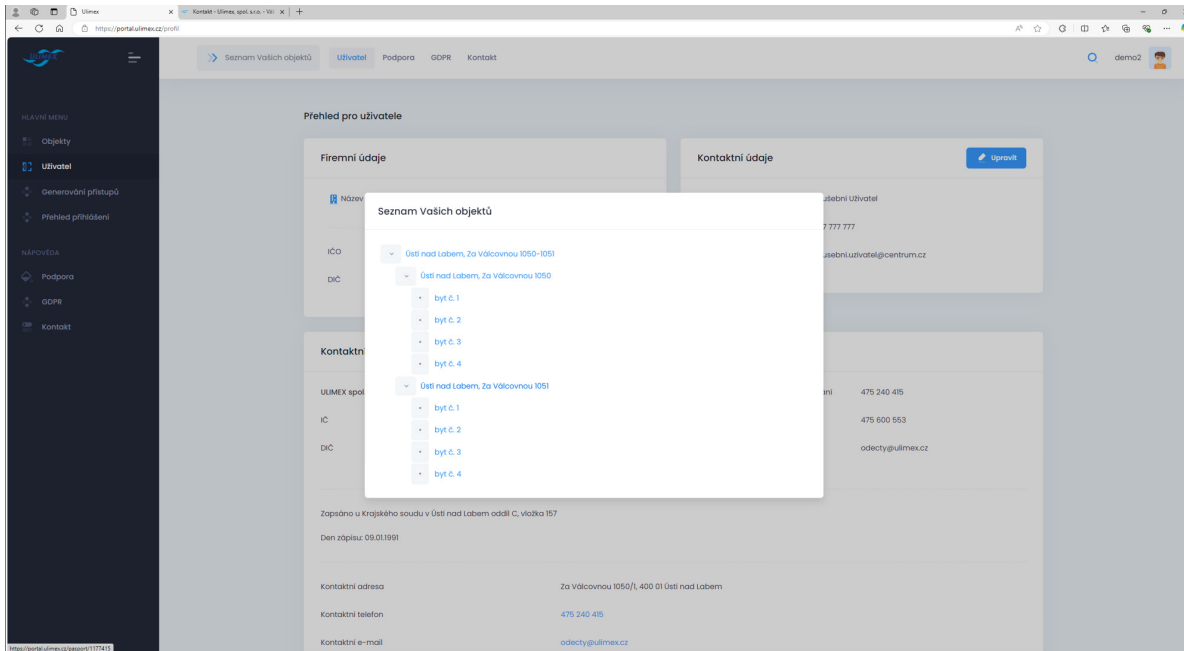 Ulimex
Kontakt - Ulimex, spol. s.r.o. - Vá
https://portal.ulimex.cz/profil
ULIMEX
Seznam Vašich objektů
Uživatel
Podpora
GDPR
Kontakt
demo2
HLAVNÍ MENU
Objekty
Uživatel
Generování přístupů
Přehled přihlášení
NÁPOVĚDA
Podpora
GDPR
Kontakt
Přehled pro uživatele
Firemní údaje
Kontaktní údaje
Upravit
Název
IČO
DIČ
7 777 777
Seznam Vašich objektů
Ústí nad Labem, Za Válcovnou 1050-1051
Ústí nad Labem, Za Válcovnou 1050
byt č. 1
byt č. 2
byt č. 3
byt č. 4
Ústí nad Labem, Za Válcovnou 1051
byt č. 1
byt č. 2
byt č. 3
byt č. 4
ušební Uživatel
usebni.uzivatel@centrum.cz
Kontaktn
ULIMEX spol
ání 475 240 415
IČ 475 600 553
DIČ odecty@ulimex.cz
Zapsáno u Krajského soudu v Ústí nad Labem oddíl C, vložka 157
Den zápisu: 09.01.1991
Kontaktní adresa Za Válcovnou 1050/1, 400 01 Ústí nad Labem
Kontaktní telefon 475 240 415
Kontaktní e-mail odecty@ulimex.cz
https://portal.ulimex.cz/pasport/1177415